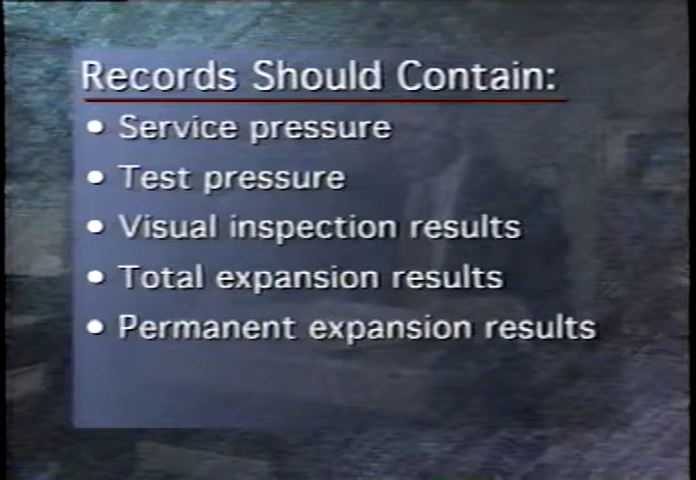 Records Should Contain:
• Service pressure
• Test pressure
• Visual inspection results
• Total expansion results
• Permanent expansion results